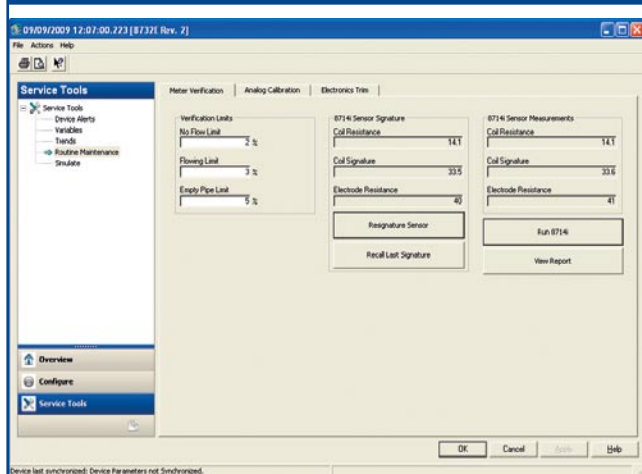 09/09/2009 12:07:00.223 [8732E Rev. 2]
File Actions Help
Service Tools
Service Tools
Device Alerts
Variables
Trends
Routine Maintenance
Simulate
Overview
Configure
Service Tools
Meter Verification
Analog Calibration
Electronics Trim
Verification Limits
No Flow Limit
2 %
Flowing Limit
3 %
Empty Pipe Limit
5 %
8714i Sensor Signature
Coil Resistance
14.1
Coil Signature
33.5
Electrode Resistance
40
Resignature Sensor
Recall Last Signature
8714i Sensor Measurements
Coil Resistance
14.1
Coil Signature
33.6
Electrode Resistance
41
Run 8714i
View Report
OK
Cancel
Apply
Help
Device last synchronized: Device Parameters not Synchronized.